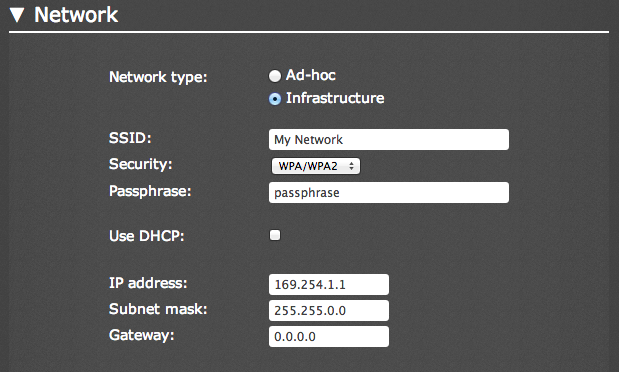 ▼ Network
Network type:
Ad-hoc
Infrastructure
SSID: My Network
Security: WPA/WPA2
Passphrase: passphrase
Use DHCP:
IP address: 169.254.1.1
Subnet mask: 255.255.0.0
Gateway: 0.0.0.0